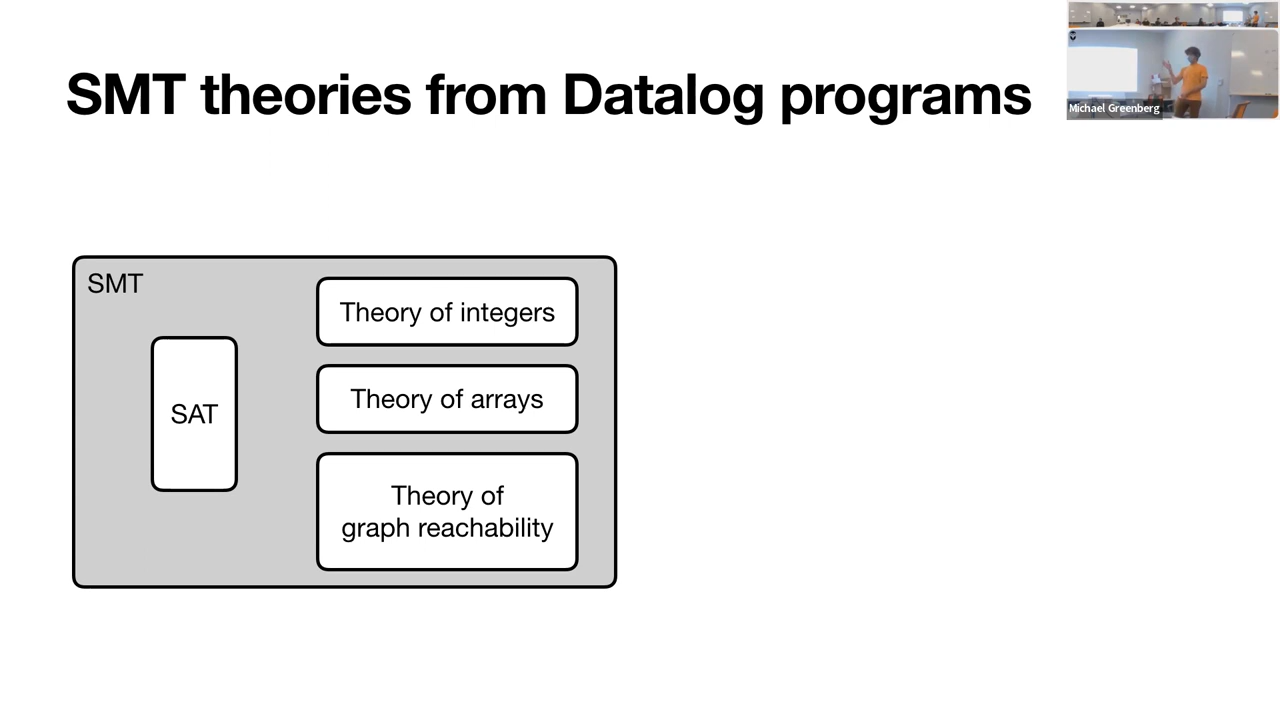 SMT theories from Datalog programs
Michael Greenberg
SMT
Theory of integers
SAT
Theory of arrays
Theory of
graph reachability